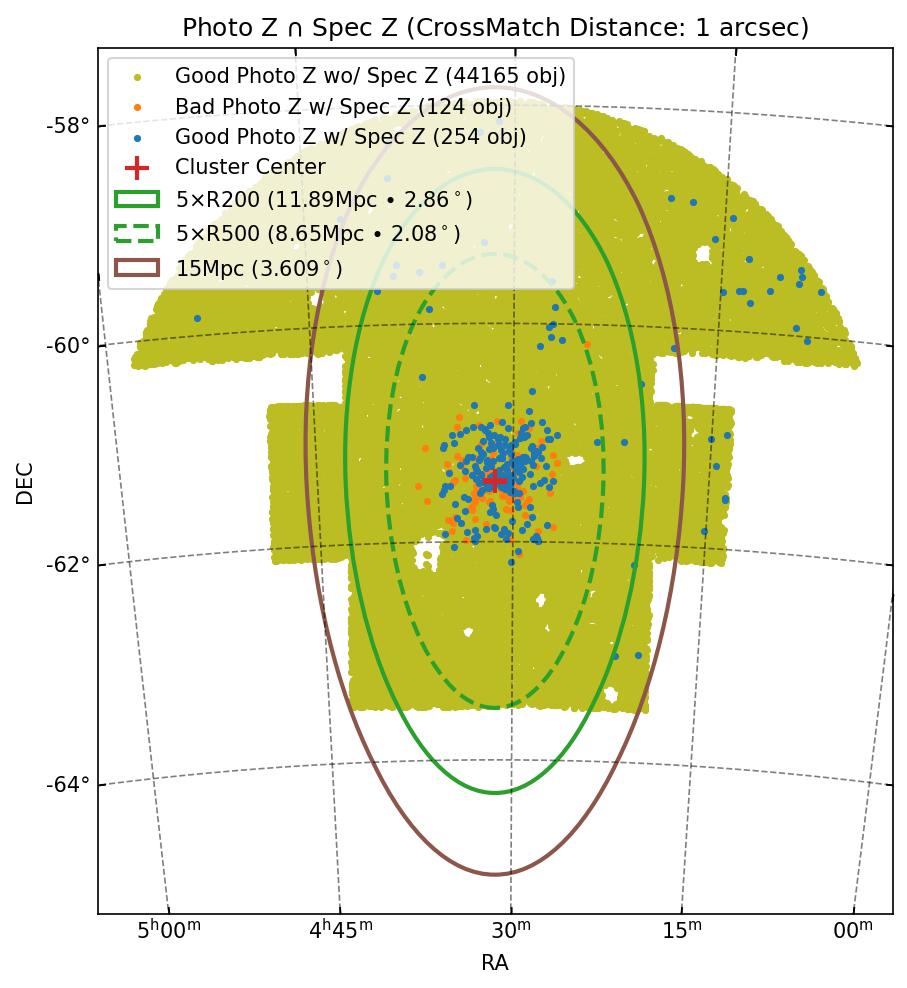 Photo Z ∩ Spec Z (CrossMatch Distance: 1 arcsec)
Good Photo Z wo/ Spec Z (44165 obj)
Bad Photo Z w/ Spec Z (124 obj)
Good Photo Z w/ Spec Z (254 obj)
Cluster Center
5×R200 (11.89Mpc • 2.86°)
5×R500 (8.65Mpc • 2.08°)
15Mpc (3.609°)
-58°
-60°
-62°
-64°
DEC
5ʰ00ᵐ 4ʰ45ᵐ 30ᵐ 15ᵐ 00ᵐ
RA